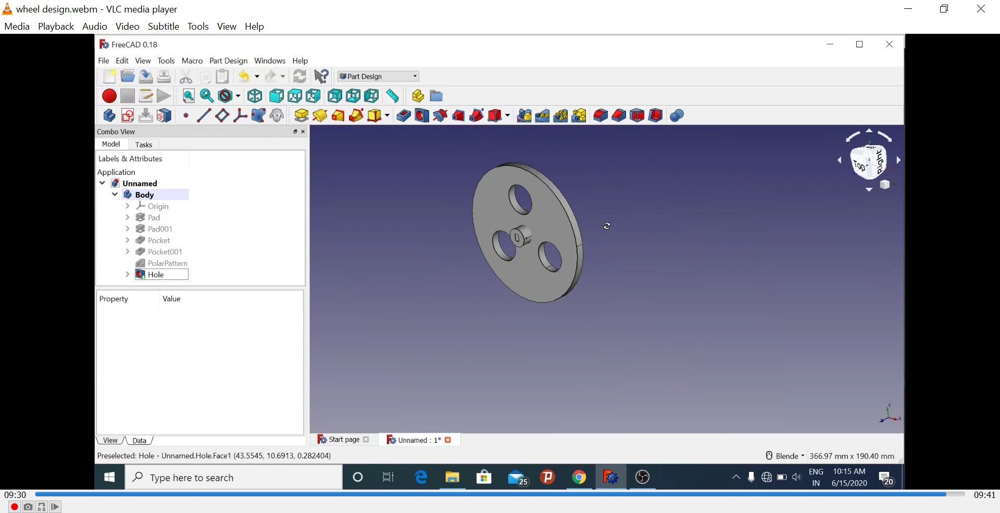 wheel design.webm - VLC media player
Media Playback Audio Video Subtitle Tools View Help
FreeCAD 0.18
File Edit View Tools Macro Part Design Windows Help
Part Design
Combo View
Model Tasks
Labels & Attributes
Application
Unnamed
Body
Origin
Pad
Pad001
Pocket
Pocket001
PolarPattern
Hole
Property Value
Top Right
Y
Y
X
View Data
Start page Unnamed : 1*
Preselected: Hole - Unnamed.Hole.Face1 (43.5545, 10.6913, 0.282404)
Blende 366.97 mm x 190.40 mm
Type here to search
25
ENG
IN
10:15 AM
6/15/2020
20
09:30 09:41